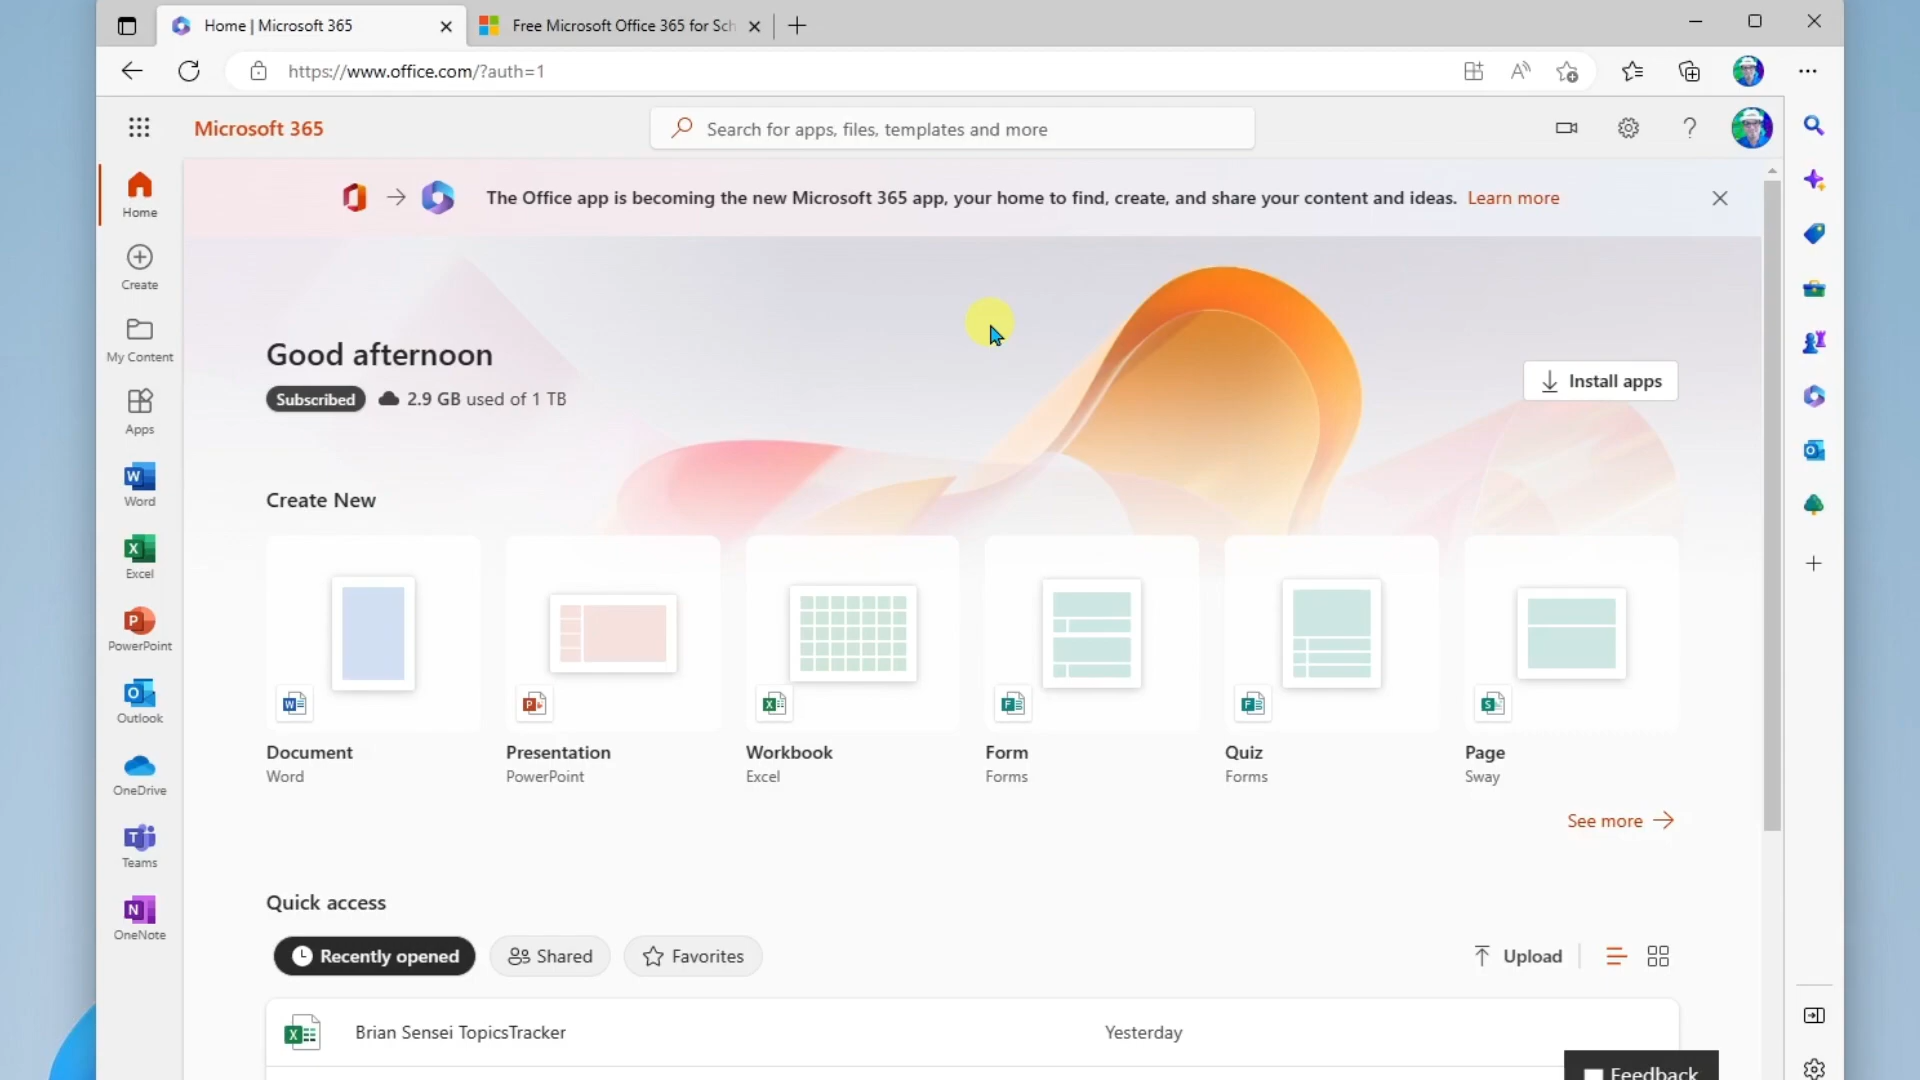 Home | Microsoft 365
Free Microsoft Office 365 for Sch
https://www.office.com/?auth=1
Microsoft 365
Search for apps, files, templates and more
The Office app is becoming the new Microsoft 365 app, your home to find, create, and share your content and ideas. Learn more
Home
Create
My Content
Apps
Word
Excel
PowerPoint
Outlook
OneDrive
Teams
OneNote
Good afternoon
Subscribed 2.9 GB used of 1 TB
Install apps
Create New
Document
Word
Presentation
PowerPoint
Workbook
Excel
Form
Forms
Quiz
Forms
Page
Sway
See more
Quick access
Recently opened
Shared
Favorites
Upload
Brian Sensei TopicsTracker
Yesterday
Feedback